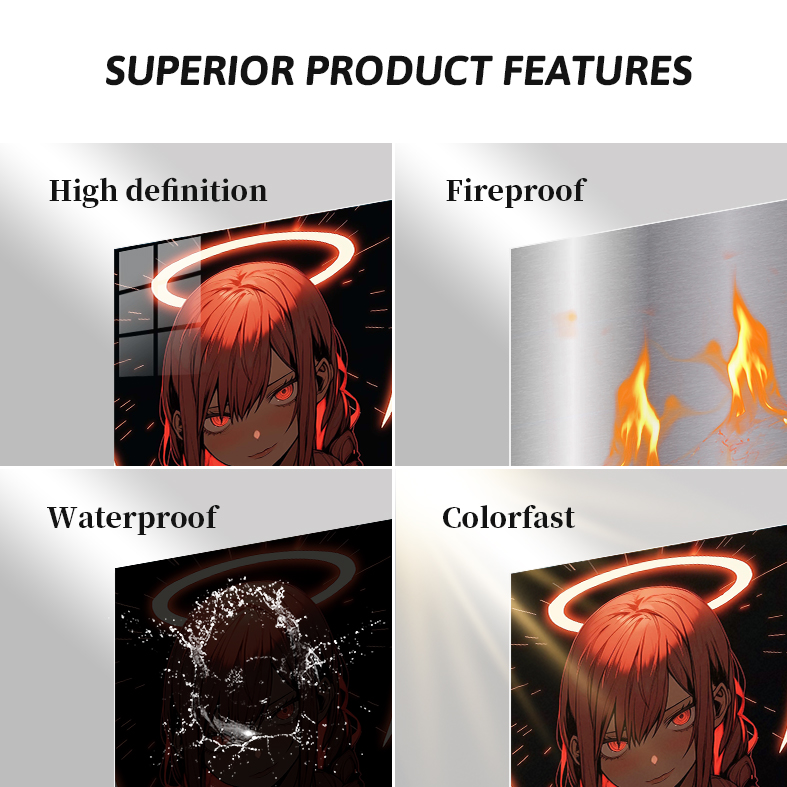 SUPERIOR PRODUCT FEATURES
High definition
Fireproof
Waterproof
Colorfast